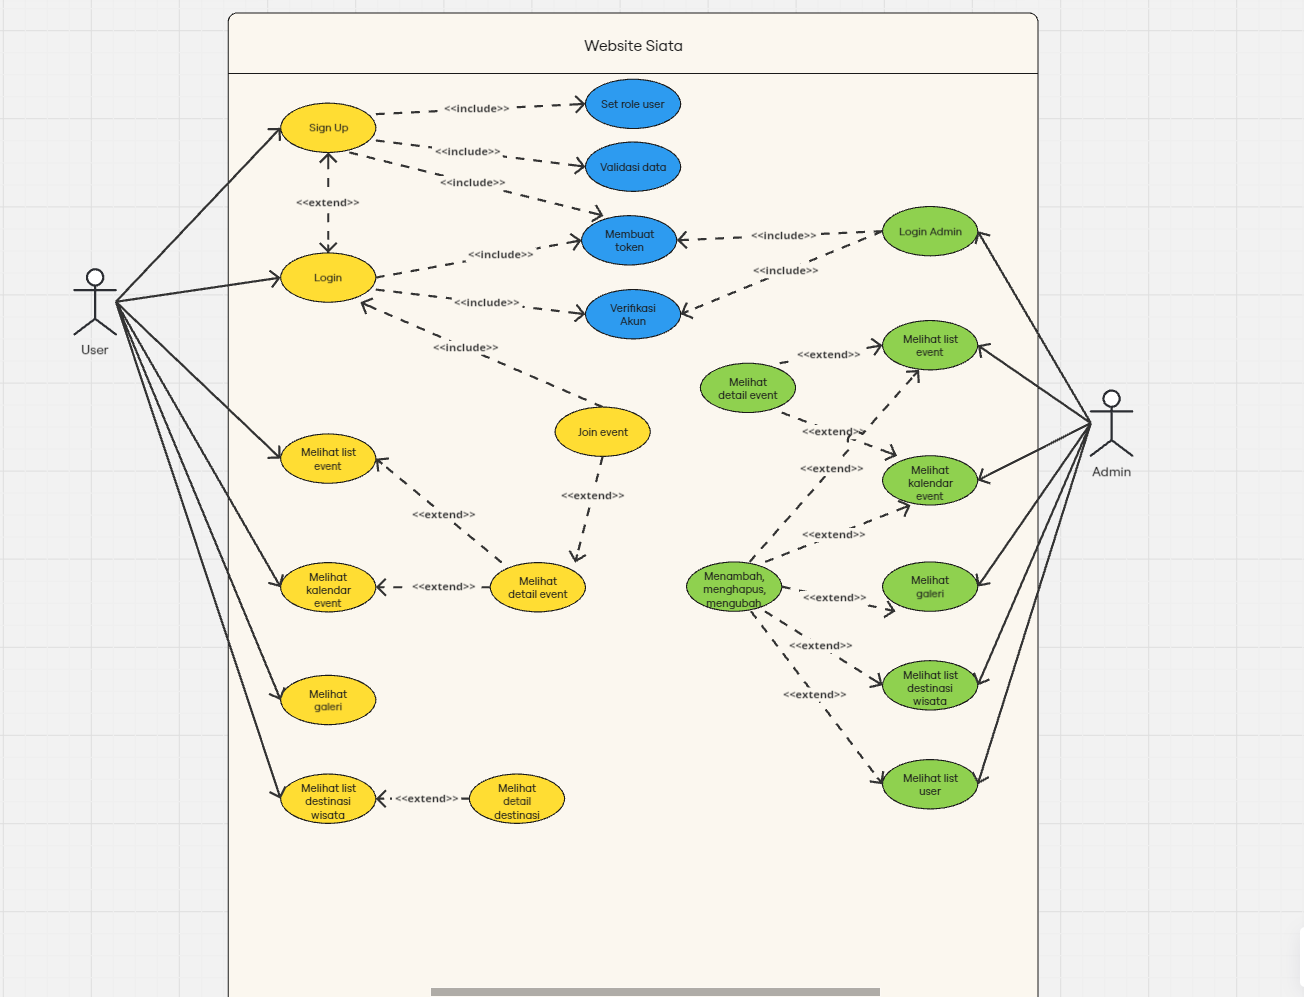 Website Siata
Set role user
<<include>>
Sign Up
<<include>>
Validasi data
<<include>>
<<extend>>
Membuat
token
<<include>>
Login Admin
<<include>>
<<include>>
Login
<<include>>
Verifikasi
Akun
User
<<include>>
Melihat list
event
<<extend>>
Melihat
detail event
Join event
<<extend>>
Melihat list
event
<<extend>>
Melihat
kalendar
event
Admin
<<extend>>
<<extend>>
<<extend>>
Melihat
kalendar
event
<<extend>>
Melihat
detail event
Menambah,
menghapus,
mengubah
<<extend>>
Melihat
galeri
<<extend>>
Melihat
galeri
<<extend>>
Melihat list
destinasi
wisata
Melihat list
destinasi
wisata
<<extend>>
Melihat
detail
destinasi
Melihat list
user